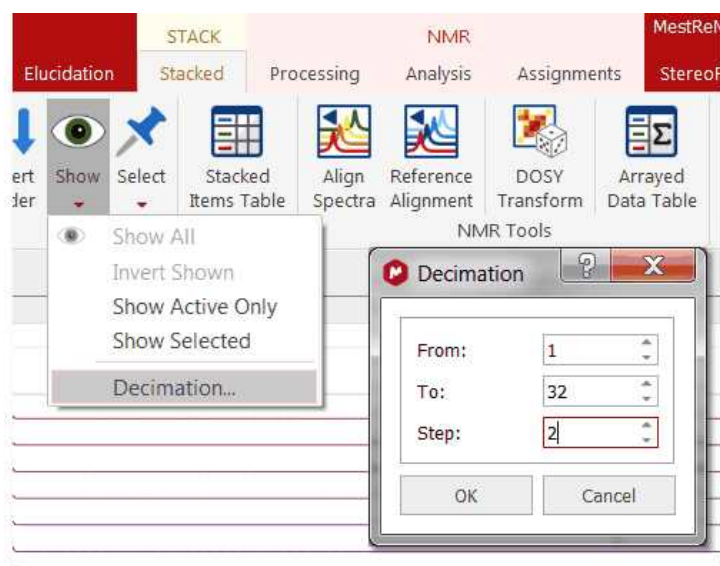 STACK NMR MestReN
Elucidation Stacked Processing Analysis Assignments StereoF
ert Show Select Stacked Align Reference DOSY Arrayed
der Items Table Spectra Alignment Transform Data Table
NMR Tools
Show All
Invert Shown
Show Active Only
Show Selected
Decimation...
Decimation
From: 1
To: 32
Step: 2
OK Cancel